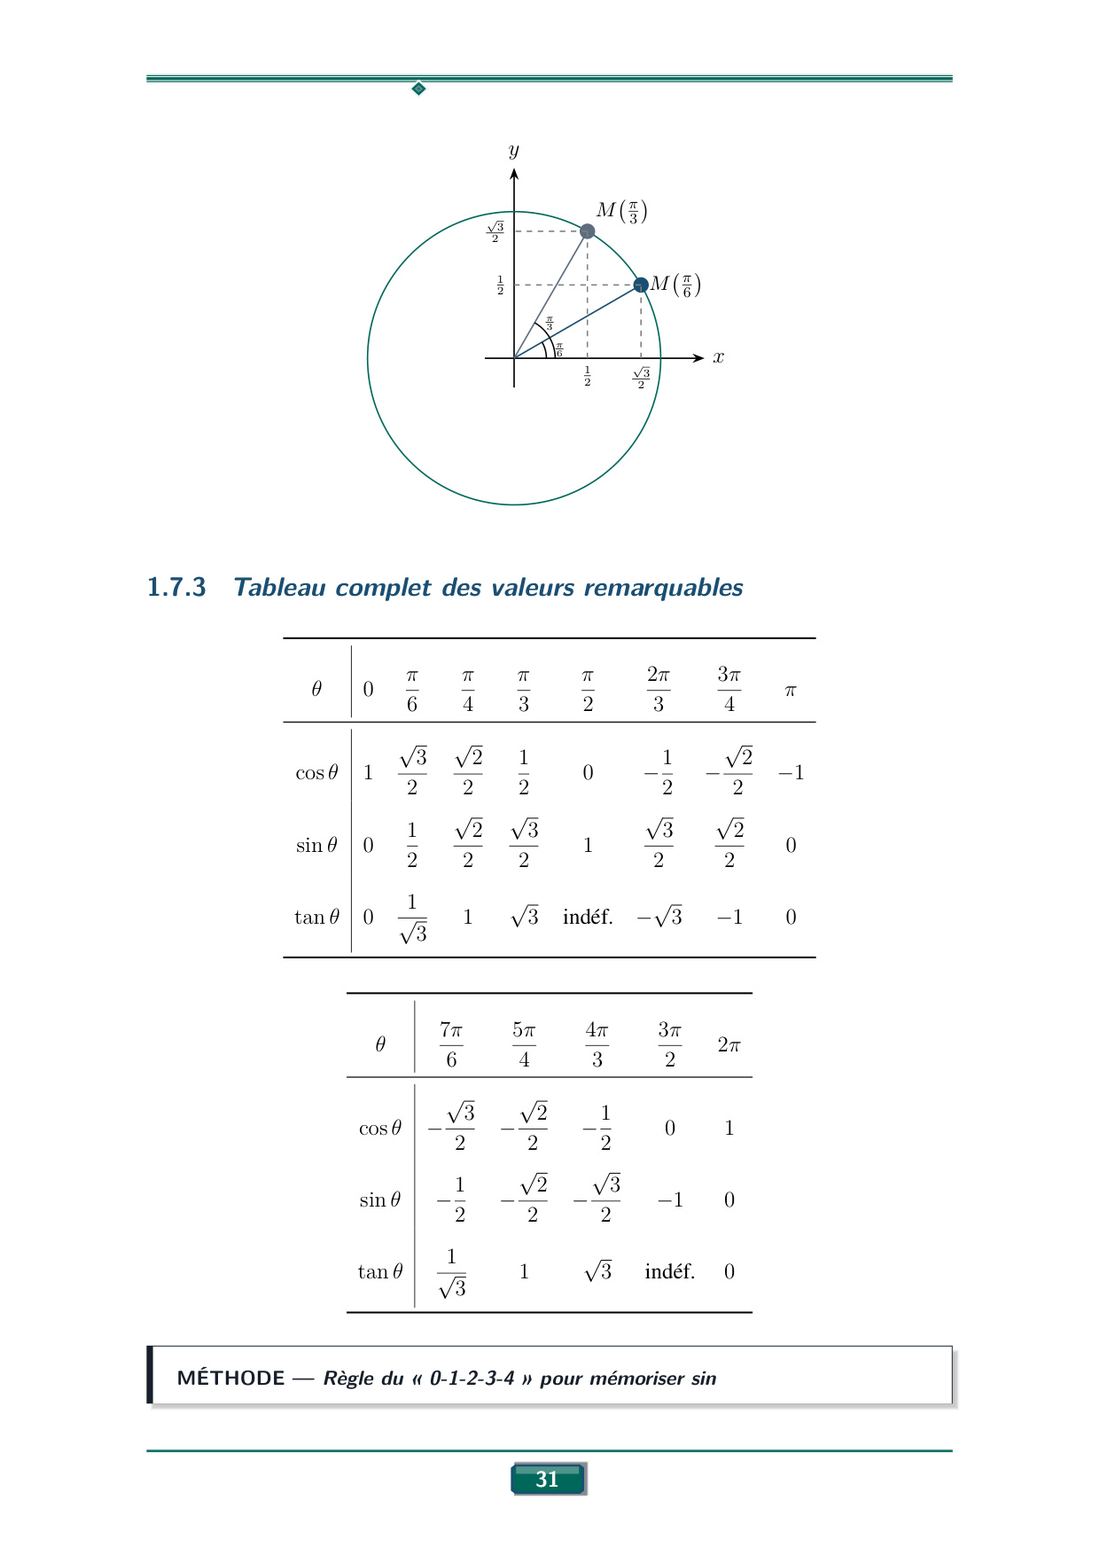 y
M(π/3)
√3/2
1/2
M(π/6)
π/3
π/6
x
1/2 √3/2
1.7.3 Tableau complet des valeurs remarquables
θ 0 π/6 π/4 π/3 π/2 2π/3 3π/4 π
cos θ 1 √3/2 √2/2 1/2 0 −1/2 −√2/2 −1
sin θ 0 1/2 √2/2 √3/2 1 √3/2 √2/2 0
tan θ 0 1/√3 1 √3 indéf. −√3 −1 0
θ 7π/6 5π/4 4π/3 3π/2 2π
cos θ −√3/2 −√2/2 −1/2 0 1
sin θ −1/2 −√2/2 −√3/2 −1 0
tan θ 1/√3 1 √3 indéf. 0
MÉTHODE — Règle du « 0-1-2-3-4 » pour mémoriser sin
31